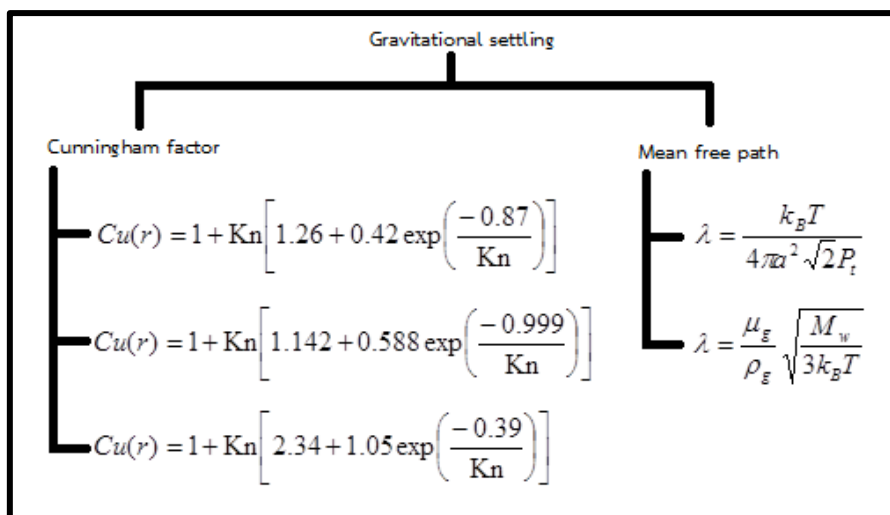 Gravitational settling
Cunningham factor
Cu(r) = 1 + Kn[1.26 + 0.42 exp(−0.87/Kn)]
Cu(r) = 1 + Kn[1.142 + 0.588 exp(−0.999/Kn)]
Cu(r) = 1 + Kn[2.34 + 1.05 exp(−0.39/Kn)]
Mean free path
λ = k_B T / 4πa²√2 P_t
λ = μ_g/ρ_g √(M_w/3k_B T)